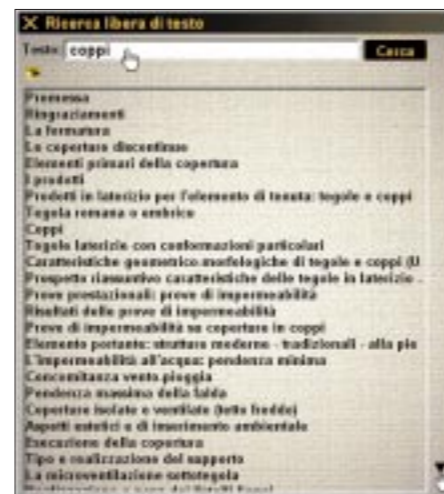 X Ricerca libera di testo
Testo: coppi Cerca
Premessa
Ringraziamenti
La formatura
Le coperture discontinue
Elementi primari della copertura
I prodotti
Prodotti in laterizio per l'elemento di tenuta: tegole e coppi
Tegola romana o embrice
Coppi
Tegole laterizie con conformazioni particolari
Caratteristiche geometrico morfologiche di tegole e coppi (U
Prospetto riassuntivo caratteristiche delle tegole in laterizio -
Prove prestazionali: prove di impermeabilità
Risultati delle prove di impermeabilità
Prove di impermeabilità su coperture in coppi
Elemento portante: strutture moderne - tradizionali - alla pie
L'impermeabilità all'acqua: pendenza minima
Concomitanza vento pioggia
Pendenza massima della falda
Coperture isolate e ventilate (tetto freddo)
Aspetti estetici e di inserimento ambientale
Esecuzione della copertura
Tipo e realizzazione del supporto
La microventilazione sottotegola